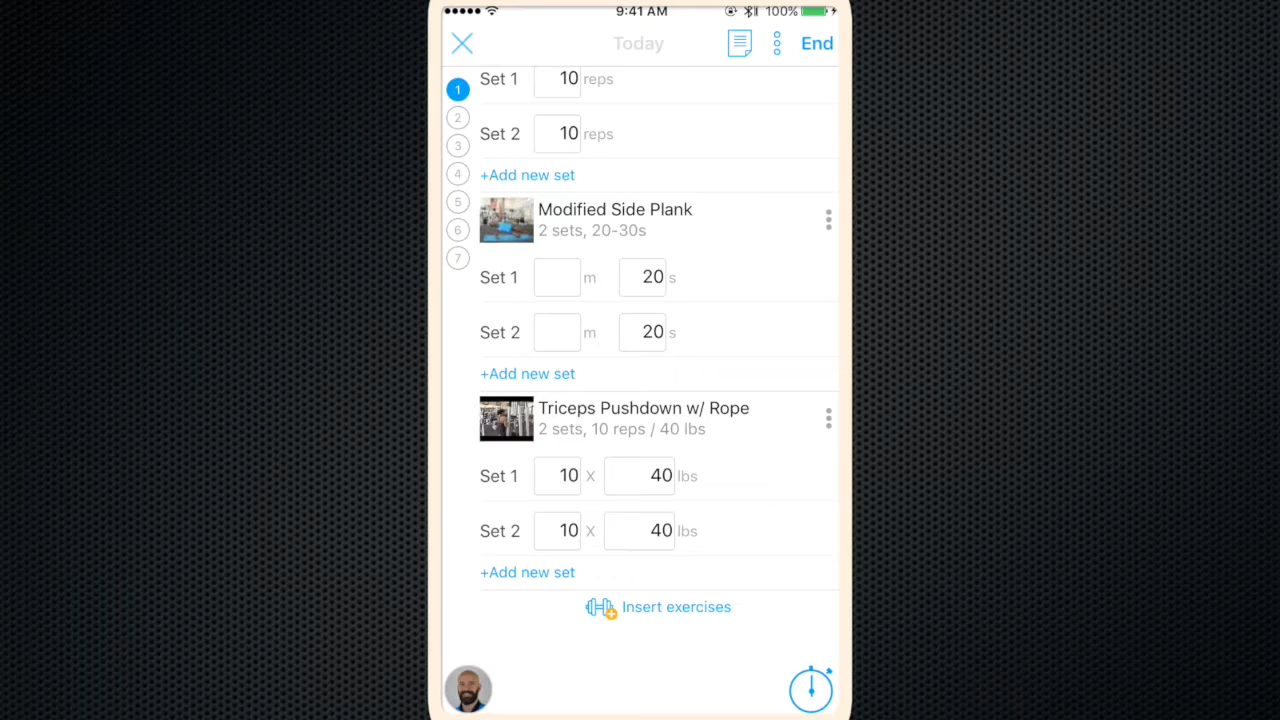 9:41 AM 100%
Today End
1
2
3
4
5
6
7
Set 1 10 reps
Set 2 10 reps
+Add new set
Modified Side Plank
2 sets, 20-30s
Set 1 m 20 s
Set 2 m 20 s
+Add new set
Triceps Pushdown w/ Rope
2 sets, 10 reps / 40 lbs
Set 1 10 X 40 lbs
Set 2 10 X 40 lbs
+Add new set
Insert exercises